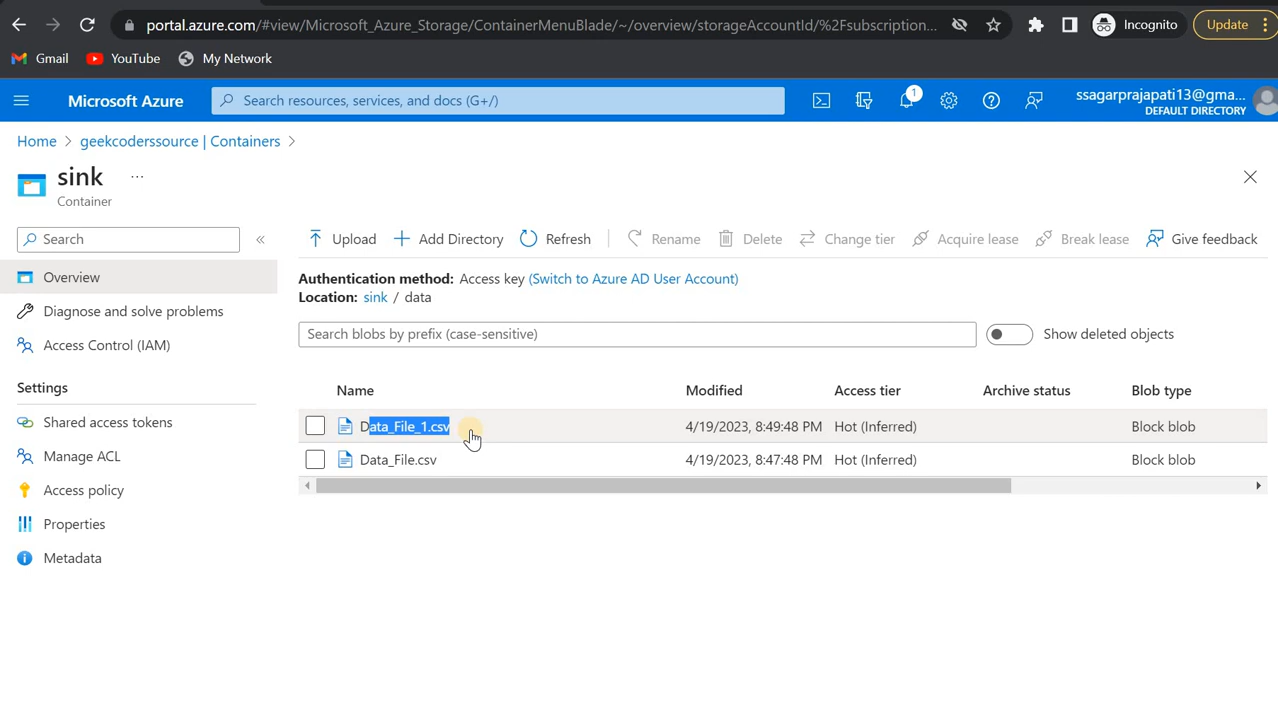 portal.azure.com/#view/Microsoft_Azure_Storage/ContainerMenuBlade/~/overview/storageAccountId/%2Fsubscription...
Incognito
Update
Gmail
YouTube
My Network
Microsoft Azure
Search resources, services, and docs (G+/)
1
ssagarprajapati13@gma...
DEFAULT DIRECTORY
Home > geekcoderssource | Containers >
sink ...
Container
Search
«
Upload
Add Directory
Refresh
Rename
Delete
Change tier
Acquire lease
Break lease
Give feedback
Overview
Diagnose and solve problems
Access Control (IAM)
Settings
Shared access tokens
Manage ACL
Access policy
Properties
Metadata
Authentication method: Access key (Switch to Azure AD User Account)
Location: sink / data
Search blobs by prefix (case-sensitive)
Show deleted objects
Name Modified Access tier Archive status Blob type
Data_File_1.csv 4/19/2023, 8:49:48 PM Hot (Inferred) Block blob
Data_File.csv 4/19/2023, 8:47:48 PM Hot (Inferred) Block blob